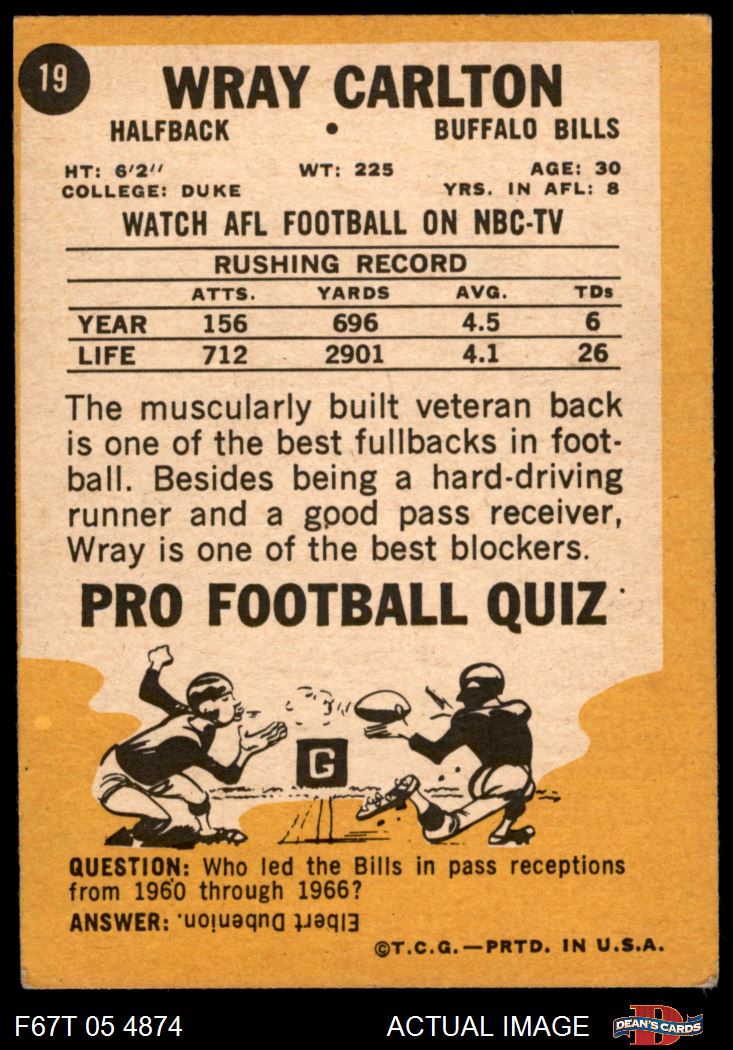 19
WRAY CARLTON
HALFBACK • BUFFALO BILLS
HT: 6'2" WT: 225 AGE: 30
COLLEGE: DUKE YRS. IN AFL: 8
WATCH AFL FOOTBALL ON NBC-TV
RUSHING RECORD
ATTS. YARDS AVG. TDs
YEAR 156 696 4.5 6
LIFE 712 2901 4.1 26
The muscularly built veteran back
is one of the best fullbacks in foot-
ball. Besides being a hard-driving
runner and a good pass receiver,
Wray is one of the best blockers.
PRO FOOTBALL QUIZ
G
QUESTION: Who led the Bills in pass receptions
from 1960 through 1966?
ANSWER: Elbert Dubenion.
©T.C.G.—PRTD. IN U.S.A.
F67T 05 4874 ACTUAL IMAGE
D
DEAN'S CARDS